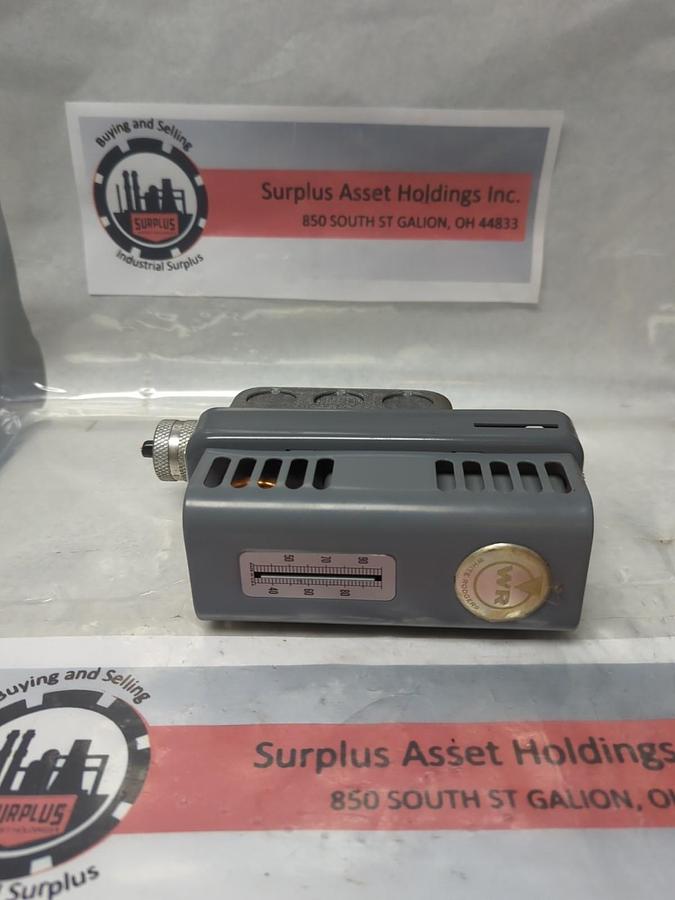 Buying and Selling
SURPLUS
Industrial Surplus
Surplus Asset Holdings Inc.
850 SOUTH ST GALION, OH 44833
50 70 90
40 60 80
WHITE-RODGERS
WR
Buying and Selling
SURPLUS
Surplus
Surplus Asset Holdings
850 SOUTH ST GALION,